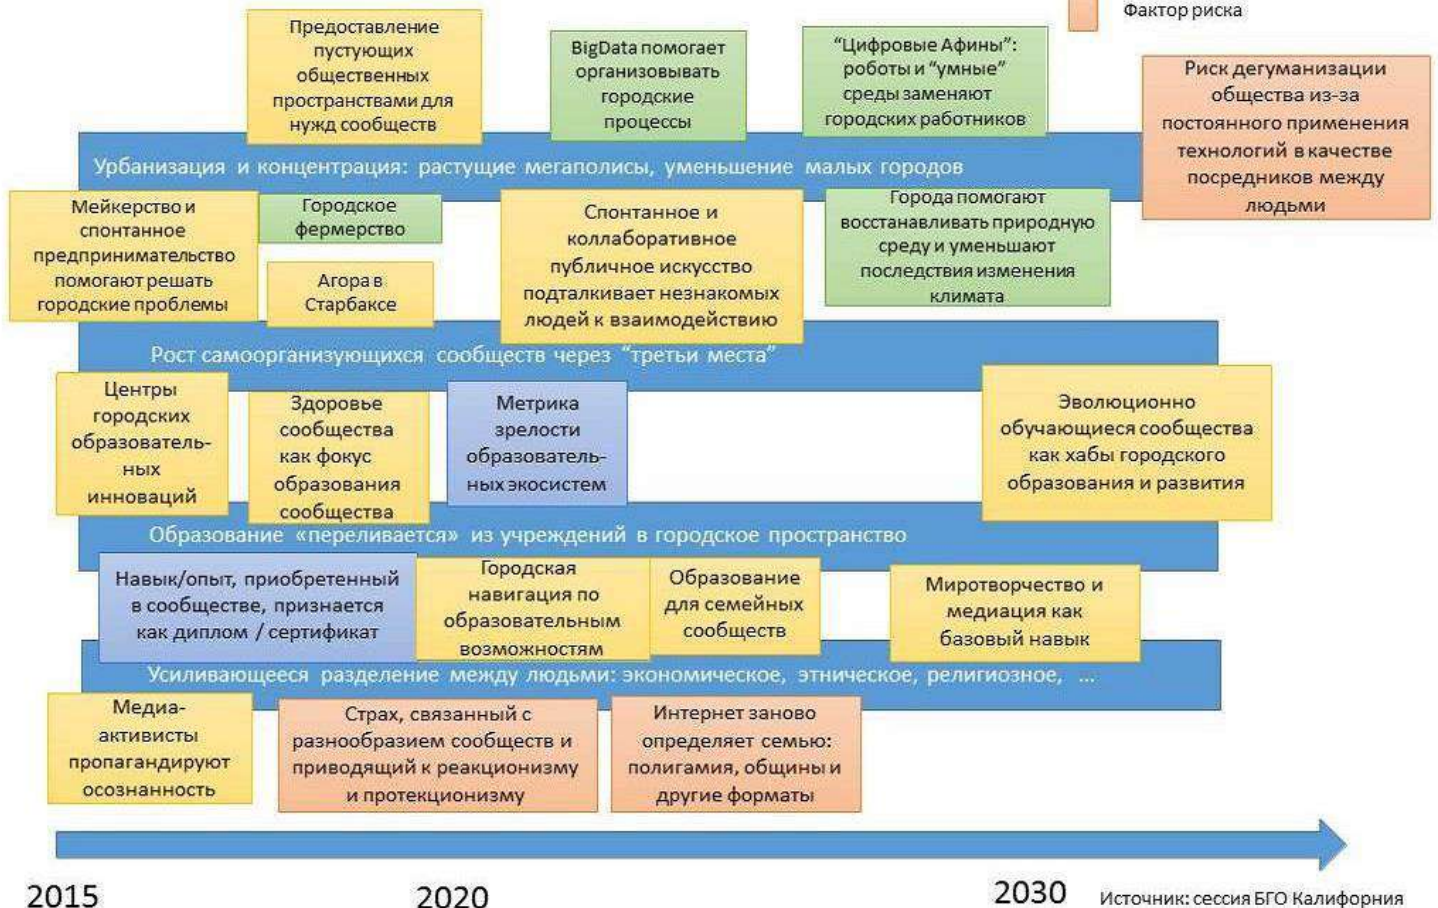 Фактор риска
Предоставление
пустующих
общественных
пространствами для
нужд сообществ
BigData помогает
организовывать
городские
процессы
“Цифровые Афины”:
роботы и “умные”
среды заменяют
городских работников
Риск дегуманизации
общества из-за
постоянного применения
технологий в качестве
посредников между
людьми
Урбанизация и концентрация: растущие мегаполисы, уменьшение малых городов
Мейкерство и
спонтанное
предпринимательство
помогают решать
городские проблемы
Городское
фермерство
Агора в
Старбаксе
Спонтанное и
коллаборативное
публичное искусство
подталкивает незнакомых
людей к взаимодействию
Города помогают
восстанавливать природную
среду и уменьшают
последствия изменения
климата
Рост самоорганизующихся сообществ через “третьи места”
Центры
городских
образователь-
ных
инноваций
Здоровье
сообщества
как фокус
образования
сообщества
Метрика
зрелости
образователь-
ных экосистем
Эволюционно
обучающиеся сообщества
как хабы городского
образования и развития
Образование «переливается» из учреждений в городское пространство
Навык/опыт, приобретенный
в сообществе, признается
как диплом / сертификат
Городская
навигация по
образовательным
возможностям
Образование
для семейных
сообществ
Миротворчество и
медиация как
базовый навык
Усиливающееся разделение между людьми: экономическое, этническое, религиозное, ...
Медиа-
активисты
пропагандируют
осознанность
Страх, связанный с
разнообразием сообществ и
приводящий к реакционизму
и протекционизму
Интернет заново
определяет семью:
полигамия, общины и
другие форматы
2015
2020
2030
Источник: сессия БГО Калифорния